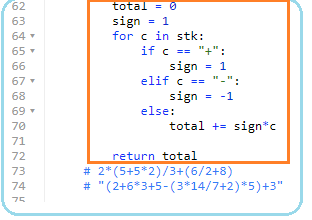 62 total = 0
63 sign = 1
64 for c in stk:
65 if c == "+":
66 sign = 1
67 elif c == "-":
68 sign = -1
69 else:
70 total += sign*c
71
72 return total
73 # 2*(5+5*2)/3+(6/2+8)
74 # "(2+6*3+5-(3*14/7+2)*5)+3"
75